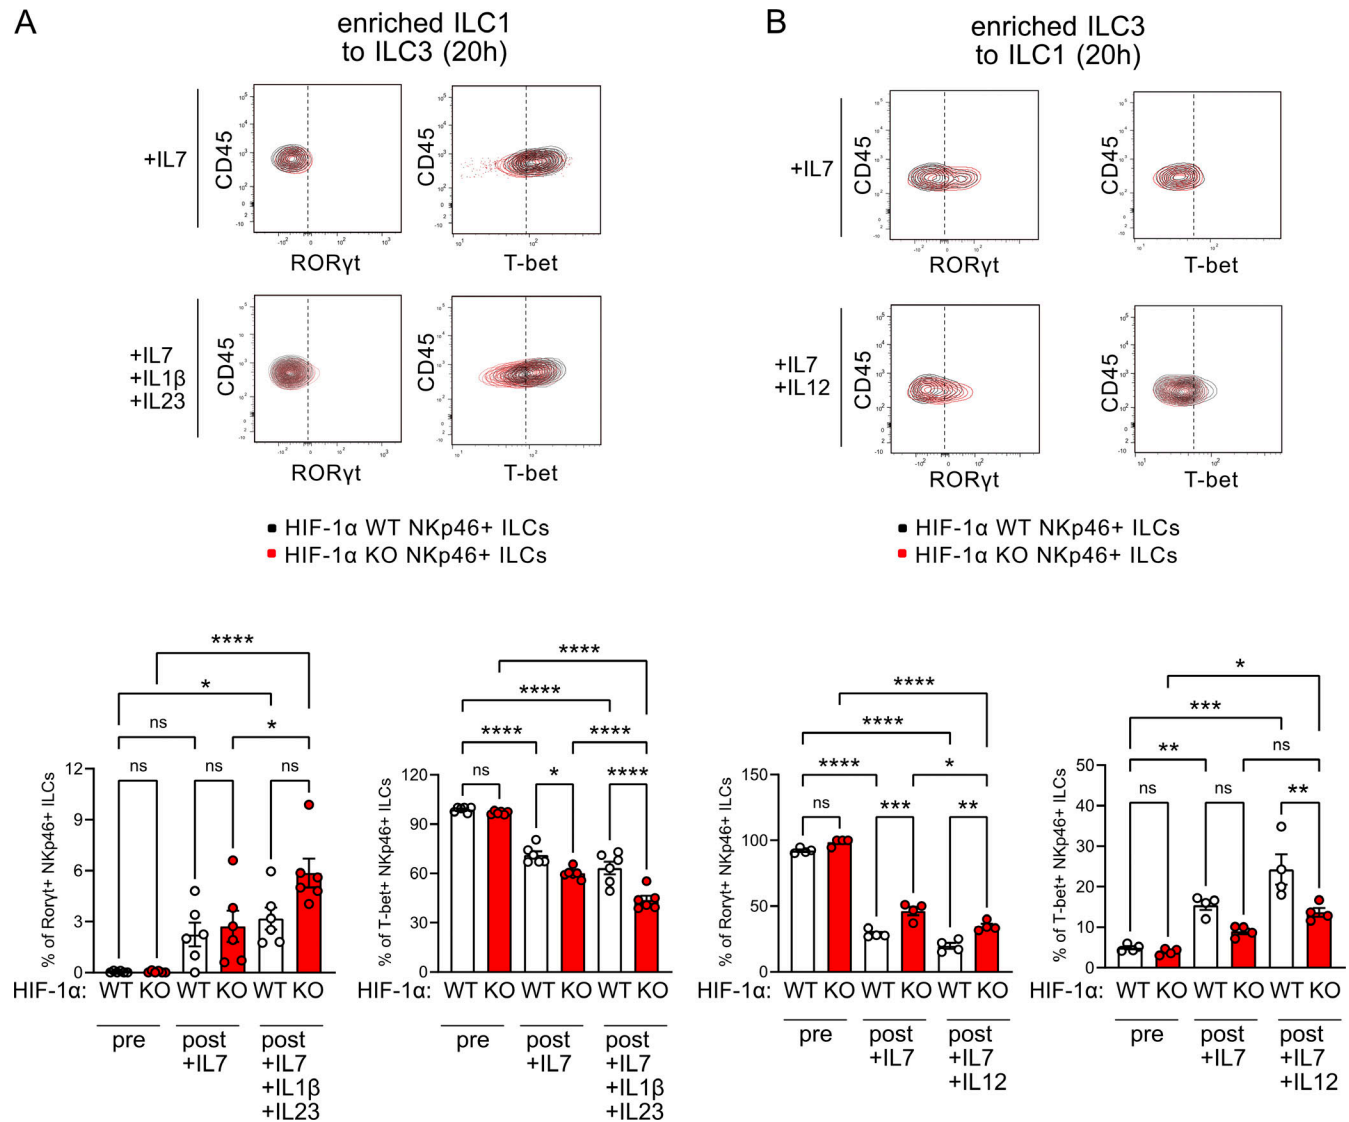 A
enriched ILC1
to ILC3 (20h)
B
enriched ILC3
to ILC1 (20h)
+IL7
CD45
RORγt
CD45
T-bet
+IL7
CD45
RORγt
CD45
T-bet
+IL7
+IL1β
+IL23
CD45
RORγt
CD45
T-bet
+IL7
+IL12
CD45
RORγt
CD45
T-bet
HIF-1α WT NKp46+ ILCs
HIF-1α KO NKp46+ ILCs
HIF-1α WT NKp46+ ILCs
HIF-1α KO NKp46+ ILCs
% of Rorγt+ NKp46+ ILCs
12
9
6
3
0
****
*
ns
*
ns
ns
ns
HIF-1α: WT KO WT KO WT KO
pre
post
+IL7
post
+IL7
+IL1β
+IL23
% of T-bet+ NKp46+ ILCs
120
90
60
30
0
****
****
****
****
ns
*
****
HIF-1α: WT KO WT KO WT KO
pre
post
+IL7
post
+IL7
+IL1β
+IL23
% of Rorγt+ NKp46+ ILCs
150
100
50
0
****
****
****
*
ns
***
**
HIF-1α: WT KO WT KO WT KO
pre
post
+IL7
post
+IL7
+IL12
% of T-bet+ NKp46+ ILCs
50
40
30
20
10
0
*
***
**
ns
ns
ns
**
HIF-1α: WT KO WT KO WT KO
pre
post
+IL7
post
+IL7
+IL12